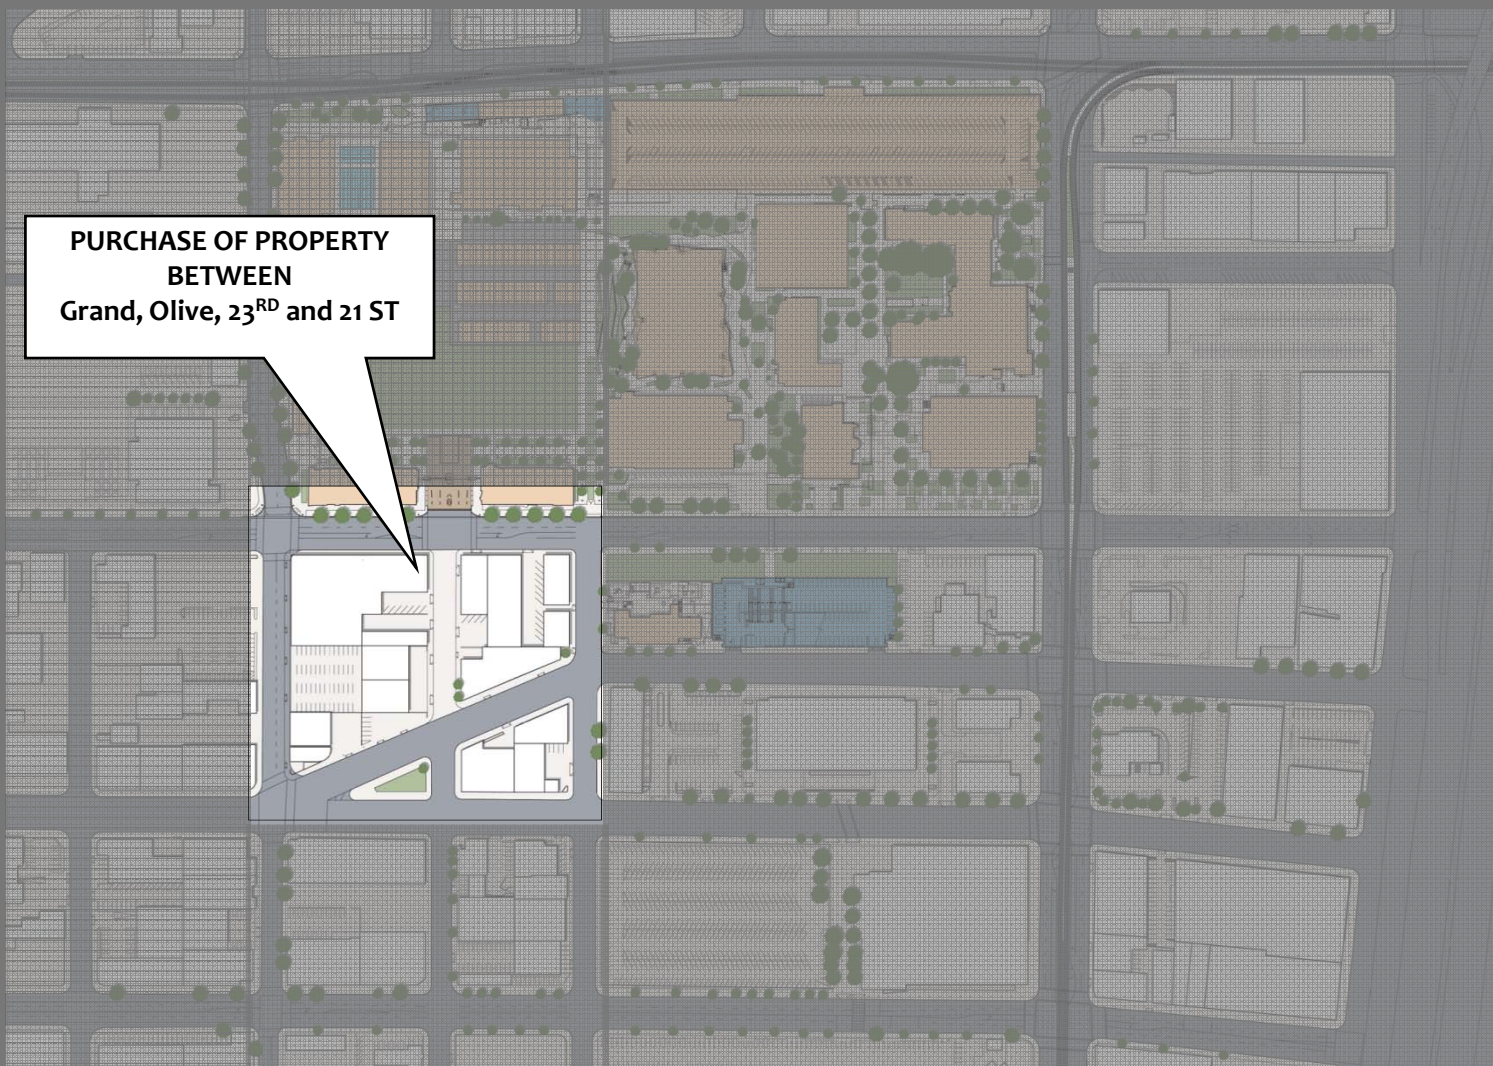 PURCHASE OF PROPERTY
BETWEEN
Grand, Olive, 23RD and 21 ST